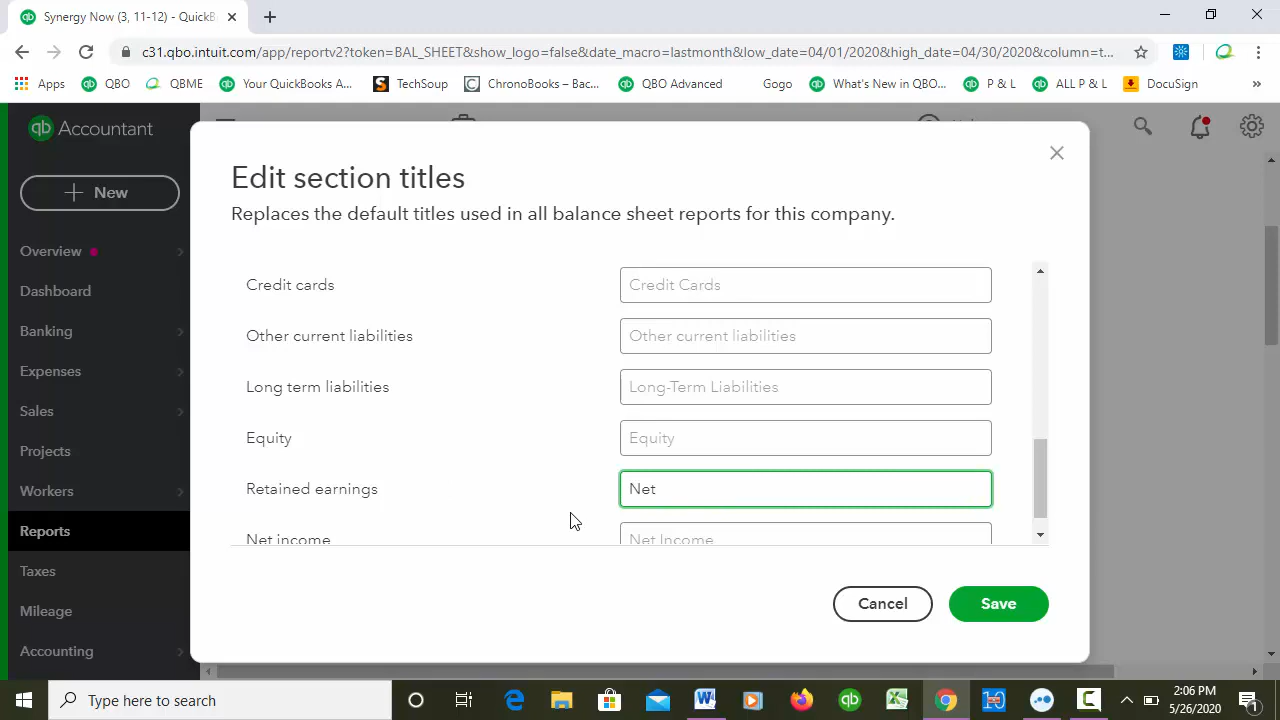 Synergy Now (3, 11-12) - QuickB
c31.qbo.intuit.com/app/reportv2?token=BAL_SHEET&show_logo=false&date_macro=lastmonth&low_date=04/01/2020&high_date=04/30/2020&column=t...
Apps
QBO
QBME
Your QuickBooks A...
TechSoup
ChronoBooks – Bac...
QBO Advanced
Gogo
What's New in QBO...
P & L
ALL P & L
DocuSign
»
qb Accountant
New
Overview
Dashboard
Banking
Expenses
Sales
Projects
Workers
Reports
Taxes
Mileage
Accounting
Edit section titles
Replaces the default titles used in all balance sheet reports for this company.
Credit cards
Credit Cards
Other current liabilities
Other current liabilities
Long term liabilities
Long-Term Liabilities
Equity
Equity
Retained earnings
Net
Net income
Net Income
Cancel
Save
Type here to search
2:06 PM
5/26/2020
1